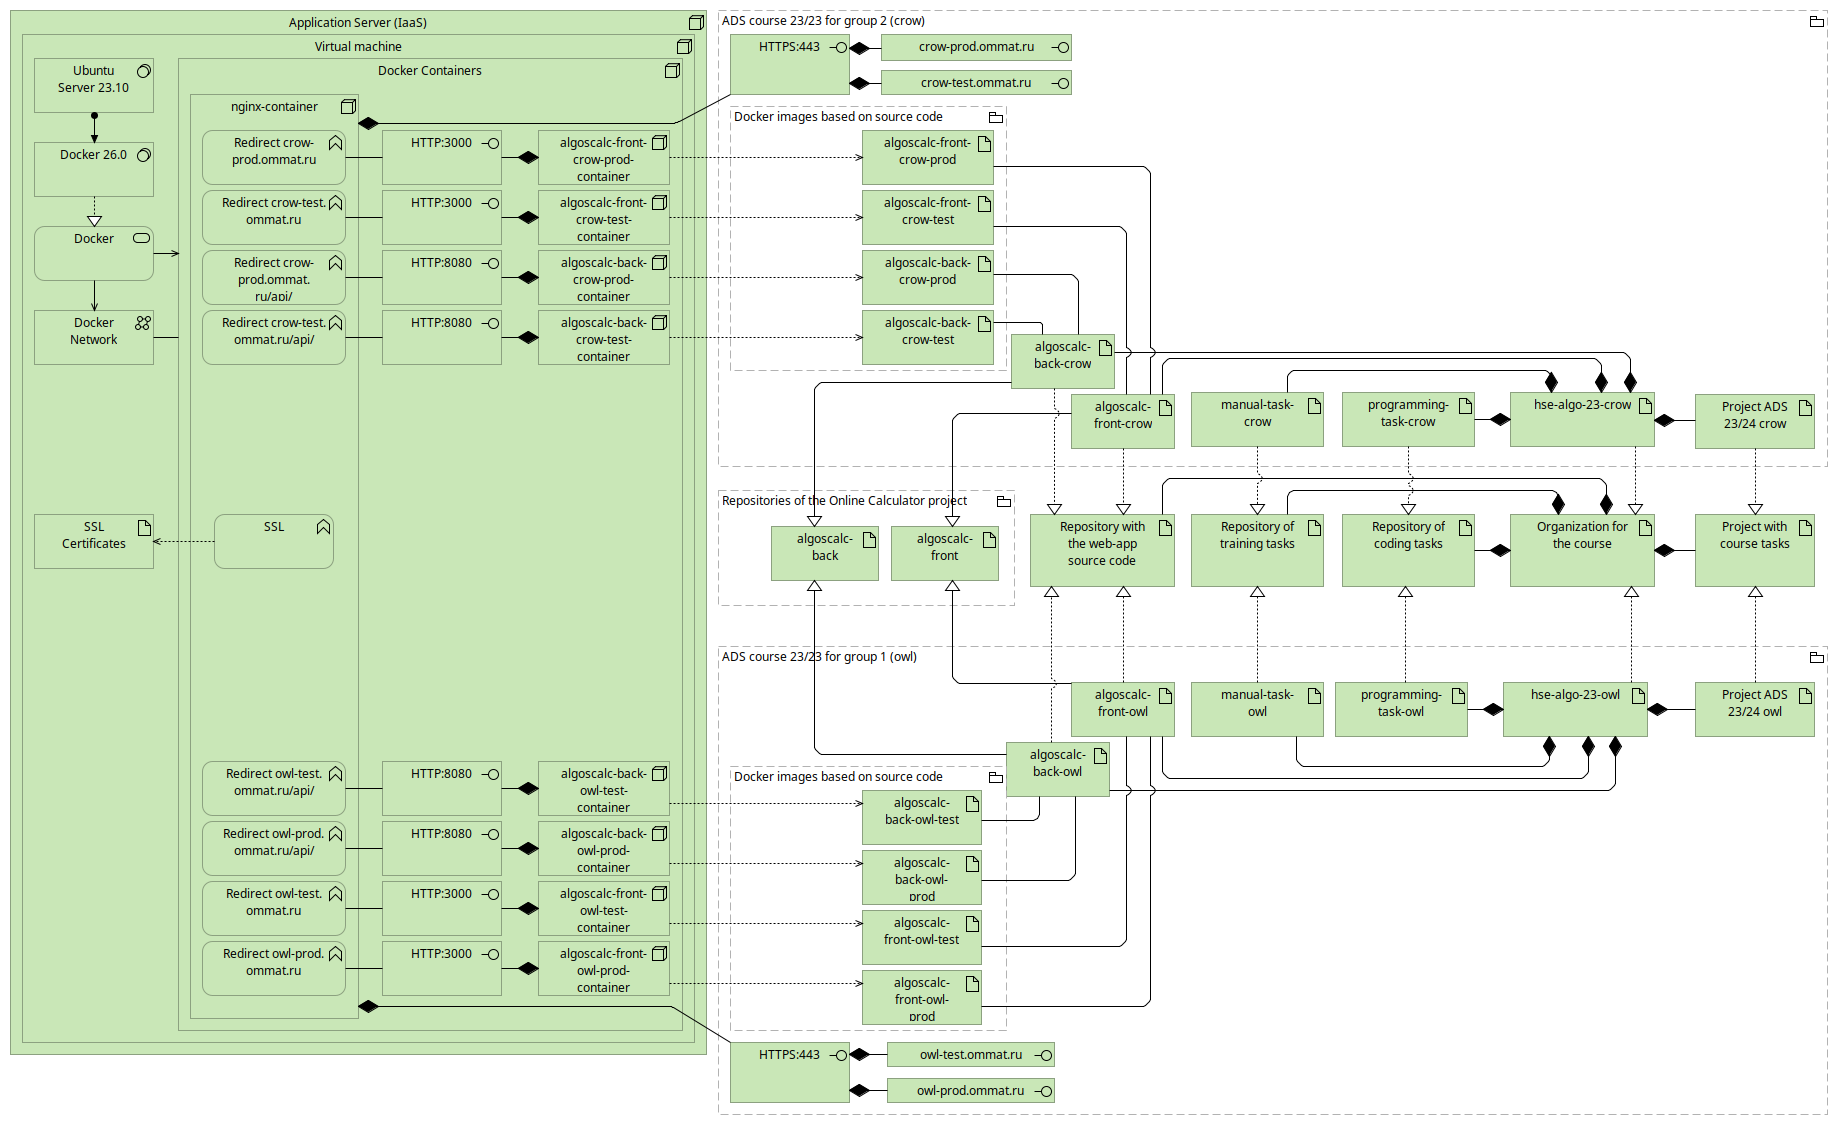 Application Server (IaaS)
Virtual machine
Ubuntu
Server 23.10
Docker 26.0
Docker
Docker
Network
SSL
Certificates
Docker Containers
nginx-container
Redirect crow-
prod.ommat.ru
Redirect crow-test.
ommat.ru
Redirect crow-
prod.ommat.
ru/api/
Redirect crow-test.
ommat.ru/api/
SSL
Redirect owl-test.
ommat.ru/api/
Redirect owl-prod.
ommat.ru/api/
Redirect owl-test.
ommat.ru
Redirect owl-prod.
ommat.ru
HTTP:3000
HTTP:3000
HTTP:8080
HTTP:8080
HTTP:8080
HTTP:8080
HTTP:3000
HTTP:3000
algoscalc-front-
crow-prod-
container
algoscalc-front-
crow-test-
container
algoscalc-back-
crow-prod-
container
algoscalc-back-
crow-test-
container
algoscalc-back-
owl-test-
container
algoscalc-back-
owl-prod-
container
algoscalc-front-
owl-test-
container
algoscalc-front-
owl-prod-
container
ADS course 23/23 for group 2 (crow)
HTTPS:443
crow-prod.ommat.ru
crow-test.ommat.ru
Docker images based on source code
algoscalc-front-
crow-prod
algoscalc-front-
crow-test
algoscalc-back-
crow-prod
algoscalc-back-
crow-test
algoscalc-
back-crow
algoscalc-
front-crow
manual-task-
crow
programming-
task-crow
hse-algo-23-crow
Project ADS
23/24 crow
Repositories of the Online Calculator project
algoscalc-
back
algoscalc-
front
Repository with
the web-app
source code
Repository of
training tasks
Repository of
coding tasks
Organization for
the course
Project with
course tasks
ADS course 23/23 for group 1 (owl)
algoscalc-
front-owl
manual-task-
owl
programming-
task-owl
hse-algo-23-owl
Project ADS
23/24 owl
algoscalc-
back-owl
Docker images based on source code
algoscalc-
back-owl-test
algoscalc-
back-owl-
prod
algoscalc-
front-owl-test
algoscalc-
front-owl-
prod
HTTPS:443
owl-test.ommat.ru
owl-prod.ommat.ru